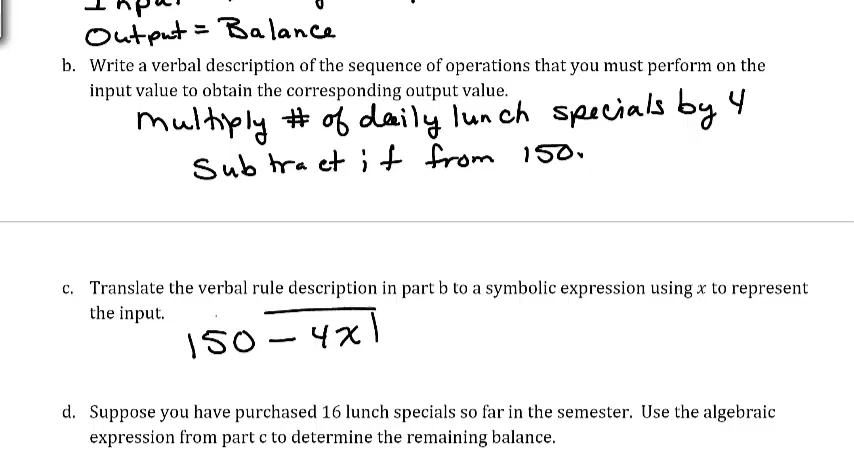 Output = Balance
b. Write a verbal description of the sequence of operations that you must perform on the
input value to obtain the corresponding output value.
multiply # of daily lunch specials by 4
Subtract it from 150.
c. Translate the verbal rule description in part b to a symbolic expression using x to represent
the input.
150 - 4x
d. Suppose you have purchased 16 lunch specials so far in the semester. Use the algebraic
expression from part c to determine the remaining balance.